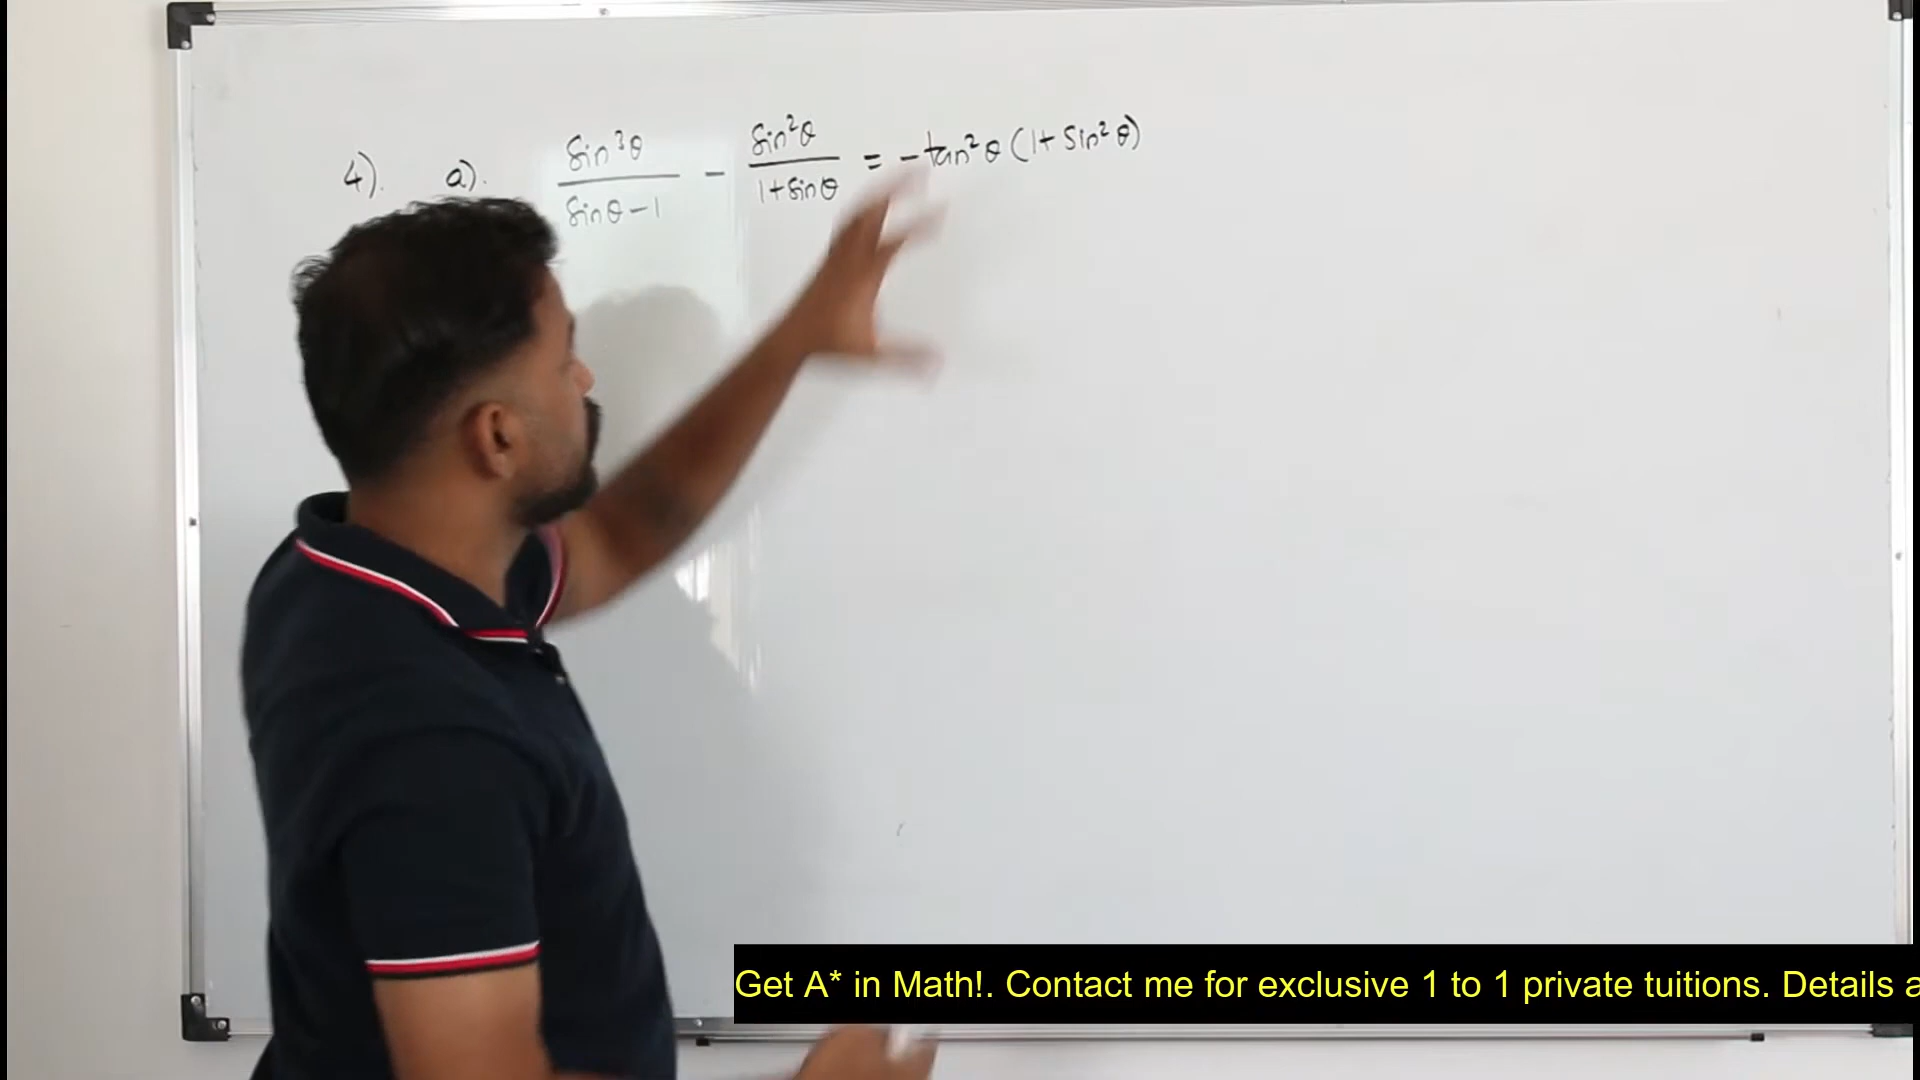 4). a). sin³θ/sinθ-1 - sin²θ/1+sinθ = -tan²θ (1+ sin²θ)
Get A* in Math!. Contact me for exclusive 1 to 1 private tuitions. Details a